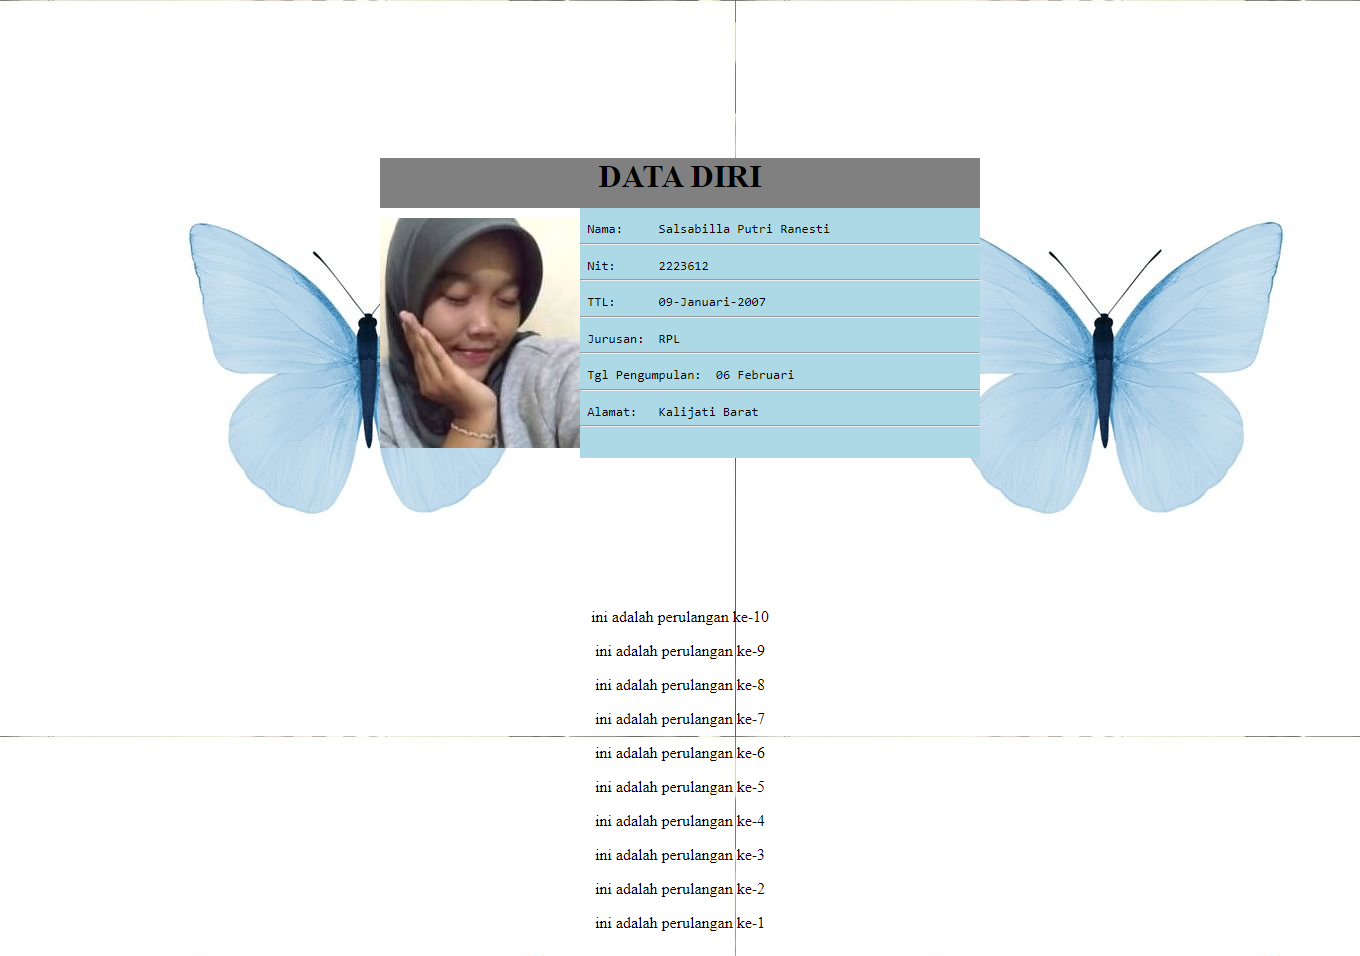 DATA DIRI
Nama: Salsabilla Putri Ranesti
Nit: 2223612
TTL: 09-Januari-2007
Jurusan: RPL
Tgl Pengumpulan: 06 Februari
Alamat: Kalijati Barat
ini adalah perulangan ke-10
ini adalah perulangan ke-9
ini adalah perulangan ke-8
ini adalah perulangan ke-7
ini adalah perulangan ke-6
ini adalah perulangan ke-5
ini adalah perulangan ke-4
ini adalah perulangan ke-3
ini adalah perulangan ke-2
ini adalah perulangan ke-1